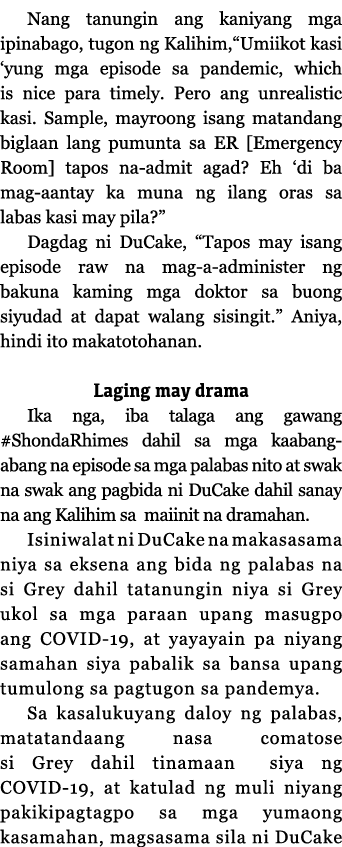 Nang tanungin ang kaniyang mga
ipinabago, tugon ng Kalihim,“Umiikot kasi
‘yung mga episode sa pandemic, which
is nice para timely. Pero ang unrealistic
kasi. Sample, mayroong isang matandang
biglaan lang pumunta sa ER [Emergency
Room] tapos na-admit agad? Eh ‘di ba
mag-aantay ka muna ng ilang oras sa
labas kasi may pila?”
Dagdag ni DuCake, “Tapos may isang
episode raw na mag-a-administer ng
bakuna kaming mga doktor sa buong
siyudad at dapat walang sisingit.” Aniya,
hindi ito makatotohanan.
Laging may drama
Ika nga, iba talaga ang gawang
#ShondaRhimes dahil sa mga kaabang-
abang na episode sa mga palabas nito at swak
na swak ang pagbida ni DuCake dahil sanay
na ang Kalihim sa maiinit na dramahan.
Isiniwalat ni DuCake na makasasama
niya sa eksena ang bida ng palabas na
si Grey dahil tatanungin niya si Grey
ukol sa mga paraan upang masugpo
ang COVID-19, at yayayain pa niyang
samahan siya pabalik sa bansa upang
tumulong sa pagtugon sa pandemya.
Sa kasalukuyang daloy ng palabas,
matatandaang nasa comatose
si Grey dahil tinamaan siya ng
COVID-19, at katulad ng muli niyang
pakikipagtagpo sa mga yumaong
kasamahan, magsasama sila ni DuCake